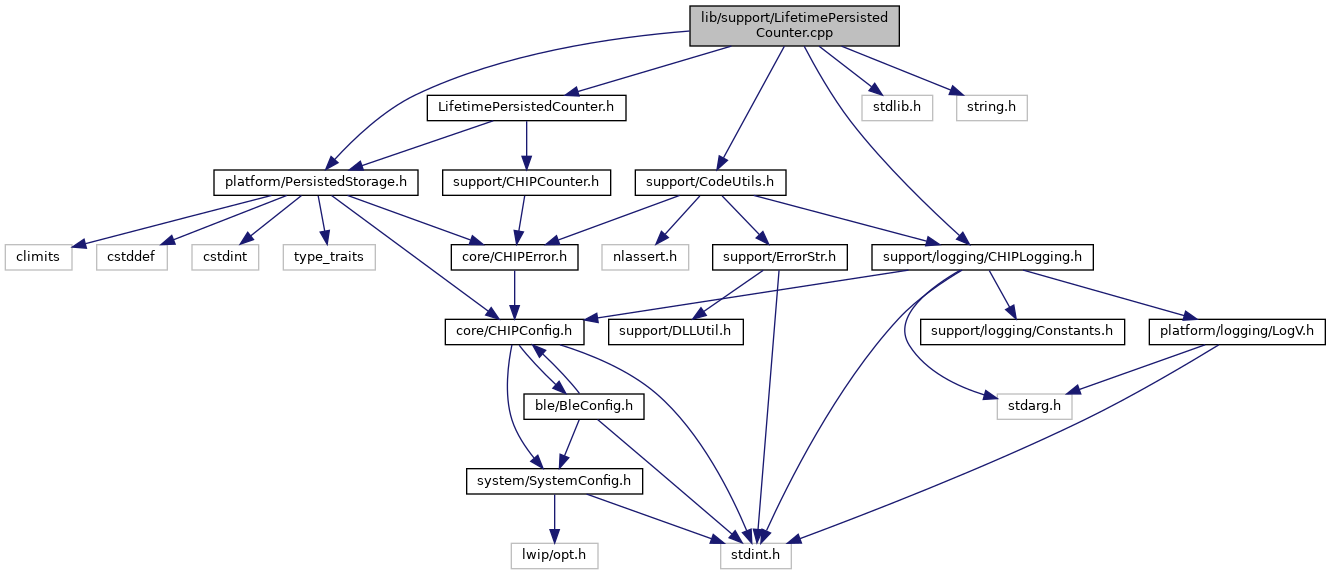 lib/support/LifetimePersisted
Counter.cpp
LifetimePersistedCounter.h
stdlib.h
string.h
platform/PersistedStorage.h
support/CHIPCounter.h
support/CodeUtils.h
climits
cstddef
cstdint
type_traits
core/CHIPError.h
nlassert.h
support/ErrorStr.h
support/logging/CHIPLogging.h
core/CHIPConfig.h
support/DLLUtil.h
support/logging/Constants.h
platform/logging/LogV.h
ble/BleConfig.h
stdarg.h
system/SystemConfig.h
lwip/opt.h
stdint.h